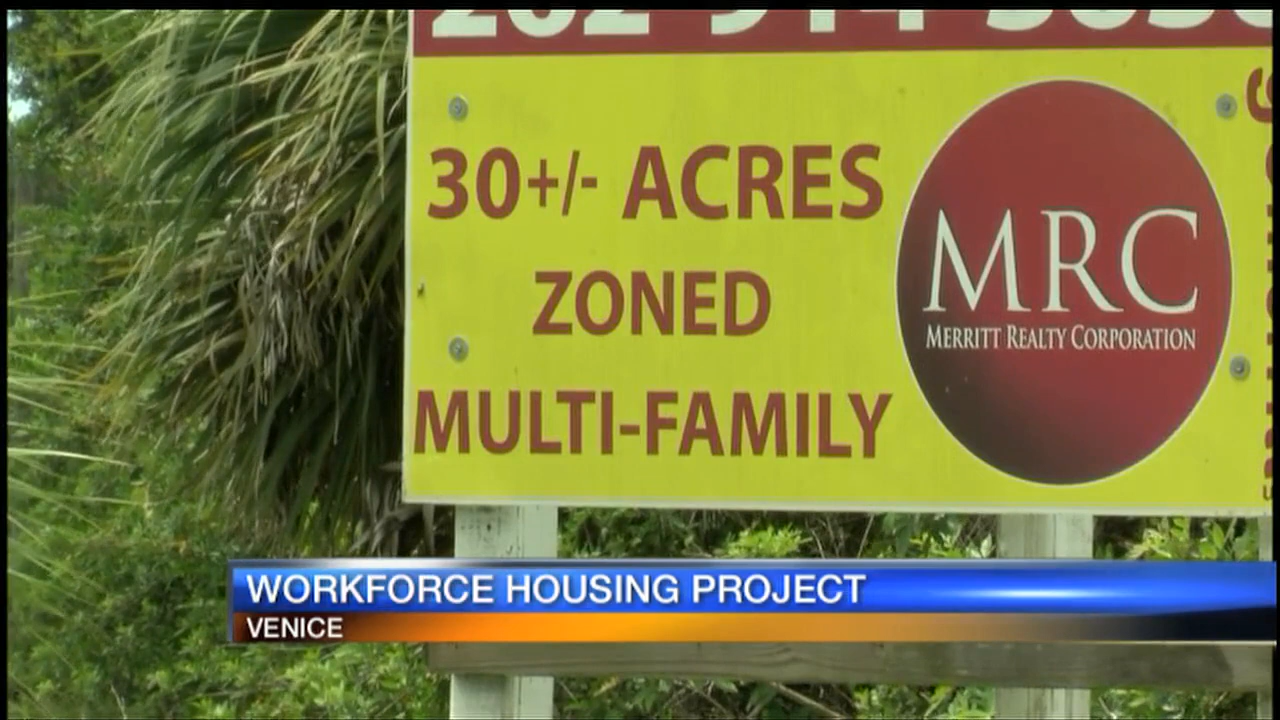 30+/- ACRES
ZONED
MULTI-FAMILY
MRC
MERRITT REALTY CORPORATION
WORKFORCE HOUSING PROJECT
VENICE